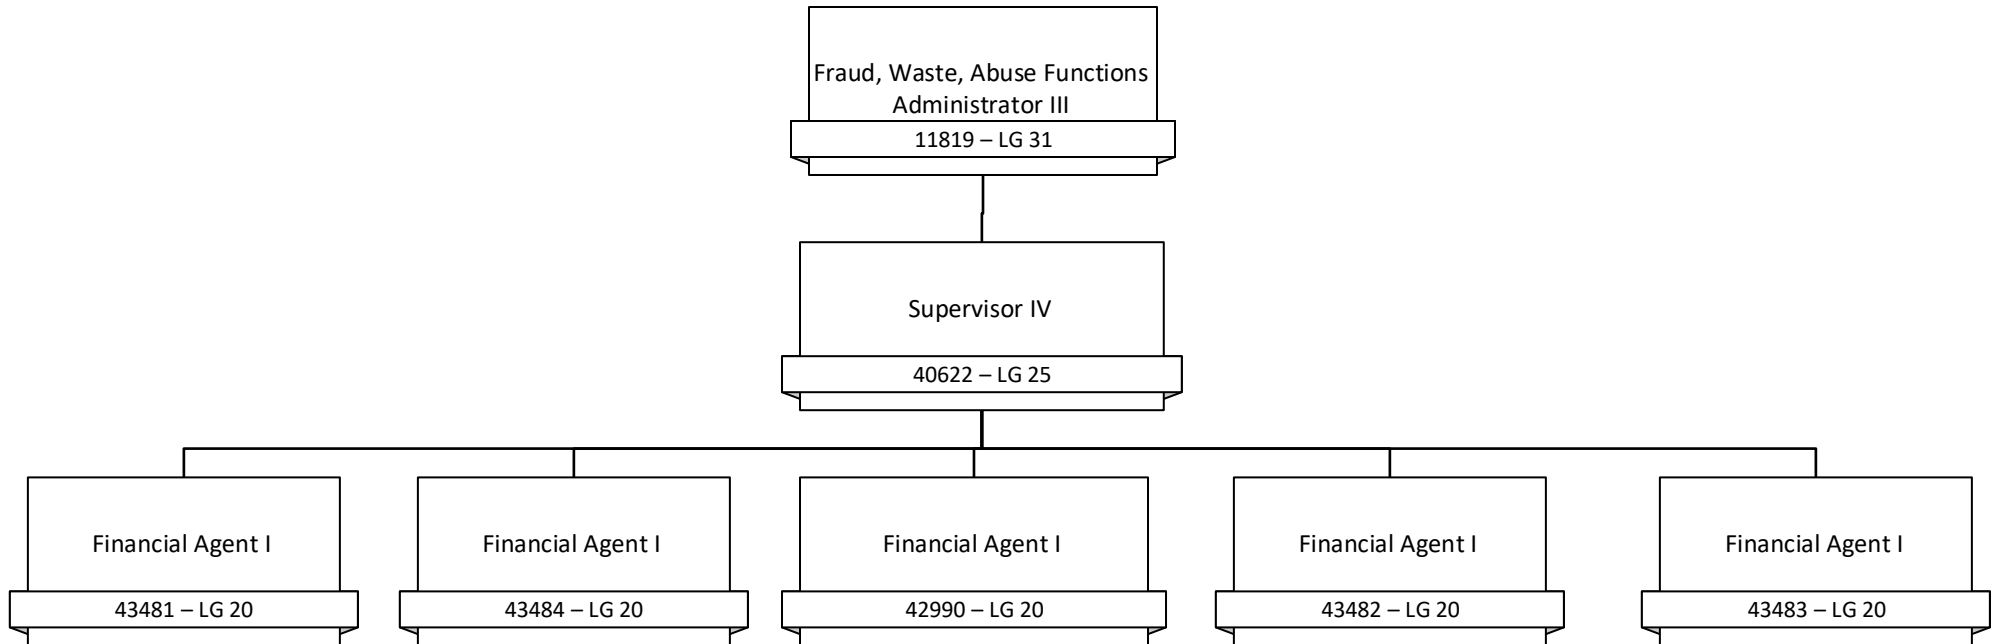 Fraud, Waste, Abuse Functions
Administrator III
11819 – LG 31
Supervisor IV
40622 – LG 25
Financial Agent I
43481 – LG 20
Financial Agent I
43484 – LG 20
Financial Agent I
42990 – LG 20
Financial Agent I
43482 – LG 20
Financial Agent I
43483 – LG 20